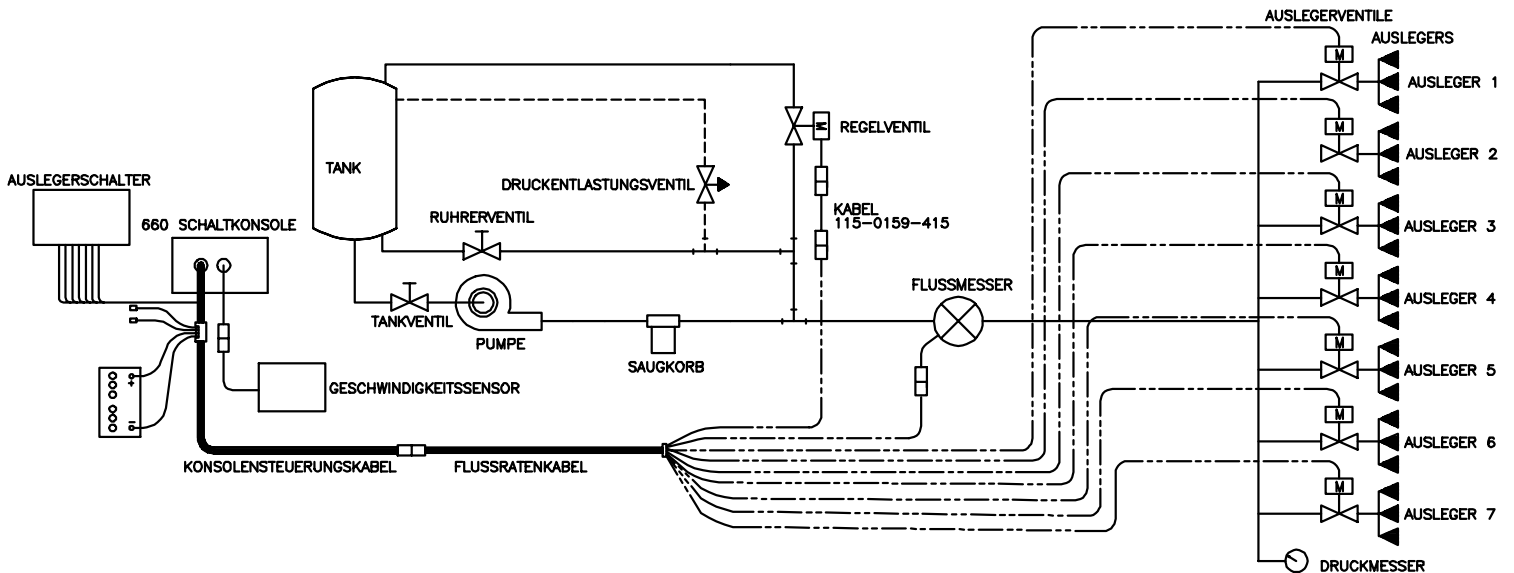 AUSLEGERVENTILE
AUSLEGERS
M
AUSLEGER 1
M
REGELVENTIL
M
AUSLEGER 2
TANK
AUSLEGERSCHALTER
DRUCKENTLASTUNGSVENTIL
M
KABEL
115-0159-415
RUHRERVENTIL
660 SCHALTKONSOLE
AUSLEGER 3
M
FLUSSMESSER
AUSLEGER 4
TANKVENTIL
PUMPE
M
SAUGKORB
AUSLEGER 5
+
GESCHWINDIGKEITSSENSOR
-
M
AUSLEGER 6
KONSOLENSTEUERUNGSKABEL
FLUSSRATENKABEL
M
AUSLEGER 7
DRUCKMESSER